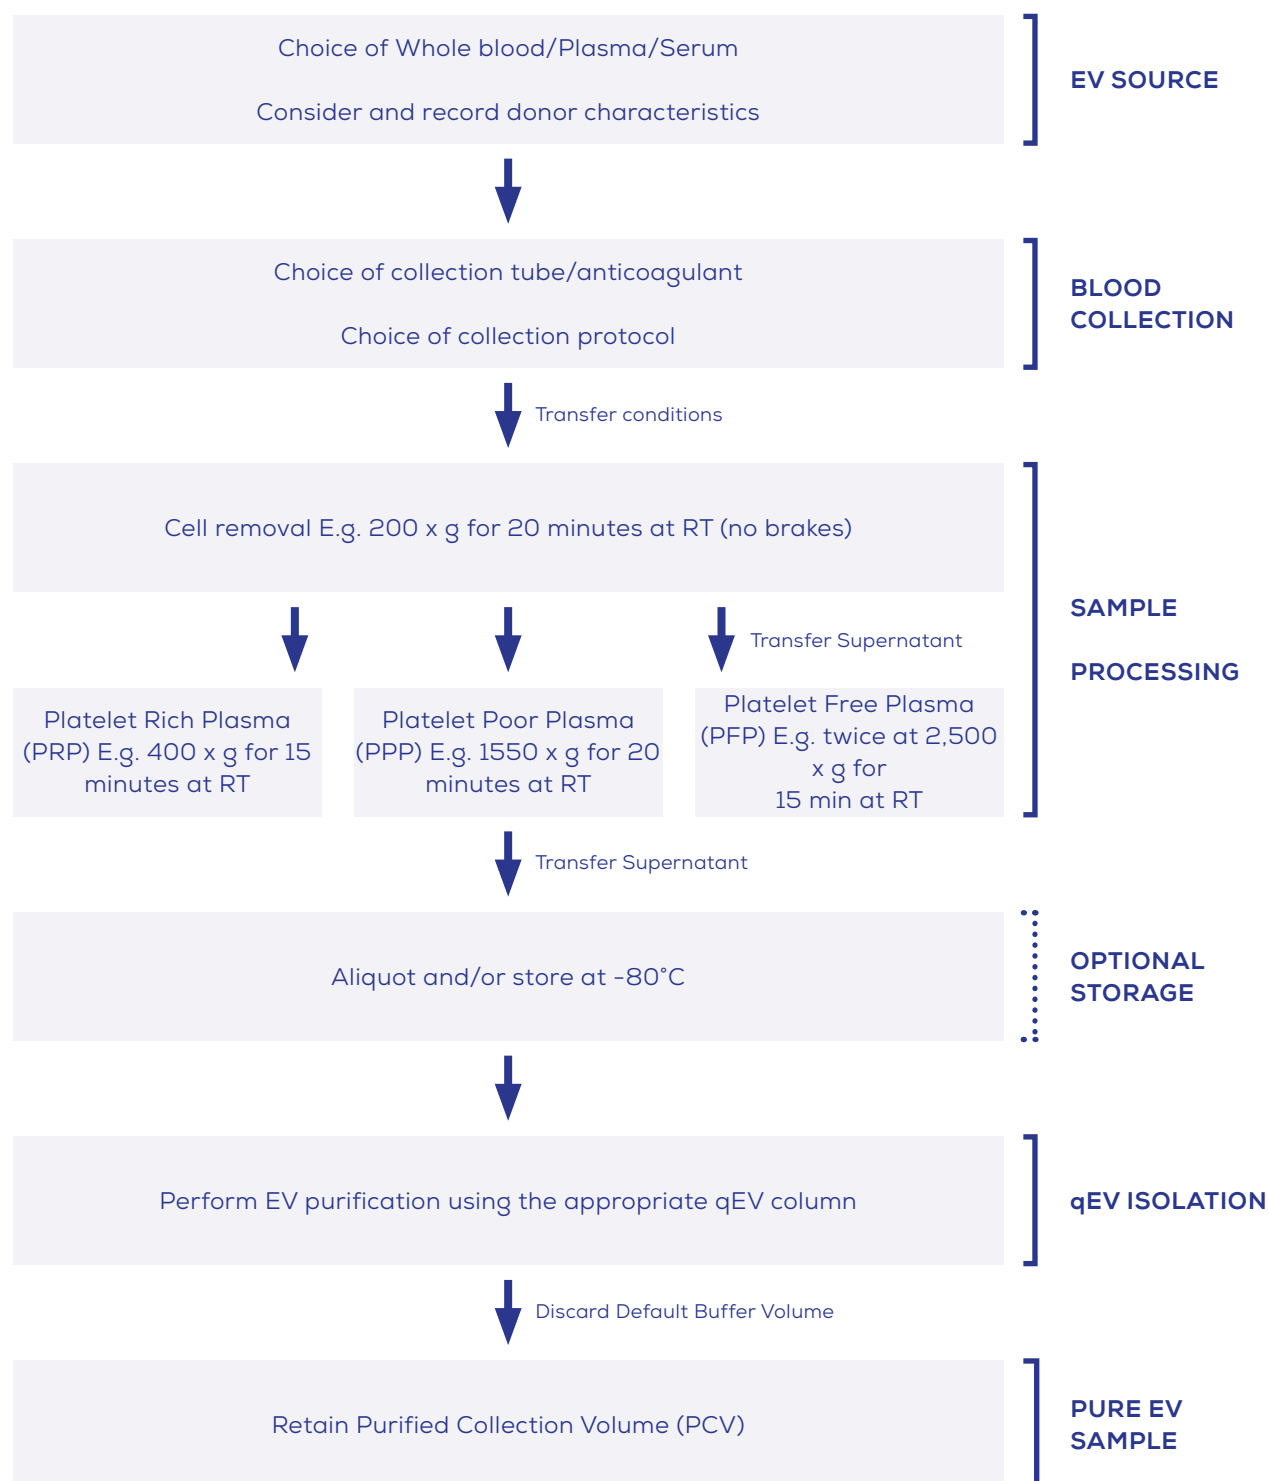 Choice of Whole blood/Plasma/Serum
Consider and record donor characteristics
EV SOURCE
Choice of collection tube/anticoagulant
Choice of collection protocol
BLOOD
COLLECTION
Transfer conditions
Cell removal E.g. 200 x g for 20 minutes at RT (no brakes)
SAMPLE
PROCESSING
Transfer Supernatant
Platelet Rich Plasma
(PRP) E.g. 400 x g for 15
minutes at RT
Platelet Poor Plasma
(PPP) E.g. 1550 x g for 20
minutes at RT
Platelet Free Plasma
(PFP) E.g. twice at 2,500
x g for
15 min at RT
Transfer Supernatant
Aliquot and/or store at -80°C
OPTIONAL
STORAGE
Perform EV purification using the appropriate qEV column
qEV ISOLATION
Discard Default Buffer Volume
Retain Purified Collection Volume (PCV)
PURE EV
SAMPLE